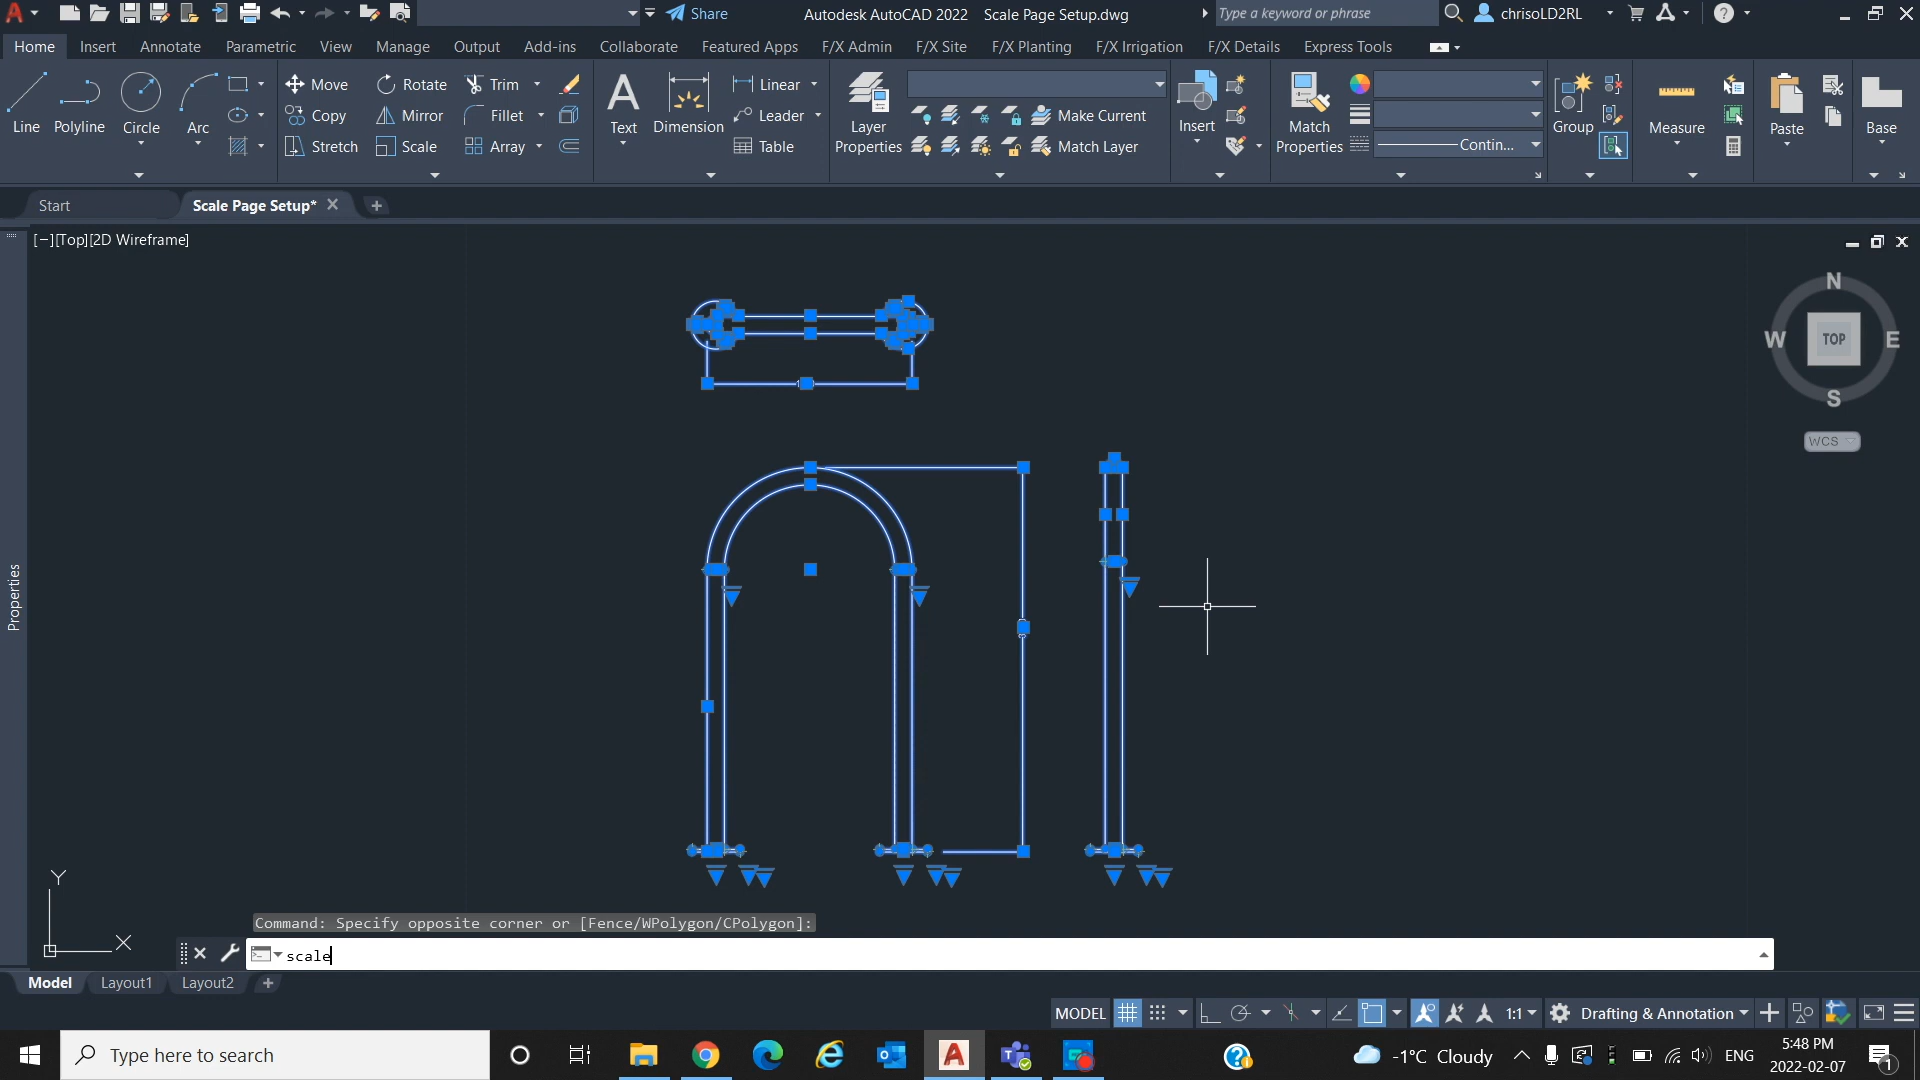 Share
Autodesk AutoCAD 2022 Scale Page Setup.dwg
Type a keyword or phrase
chrisoLD2RL
Home Insert Annotate Parametric View Manage Output Add-ins Collaborate Featured Apps F/X Admin F/X Site F/X Planting F/X Irrigation F/X Details Express Tools
Line Polyline Circle Arc
Move Rotate Trim
Copy Mirror Fillet
Stretch Scale Array
Text Dimension
Linear
Leader
Table
Layer Properties
Make Current
Match Layer
Insert
Match Properties
Contin...
Group
Measure
Paste
Base
Start Scale Page Setup*
[−][Top][2D Wireframe]
N
W TOP E
S
WCS
Properties
Y
X
Command: Specify opposite corner or [Fence/WPolygon/CPolygon]:
scale
Model Layout1 Layout2
MODEL 1:1 Drafting & Annotation
Type here to search
-1°C Cloudy
ENG
5:48 PM
2022-02-07
1